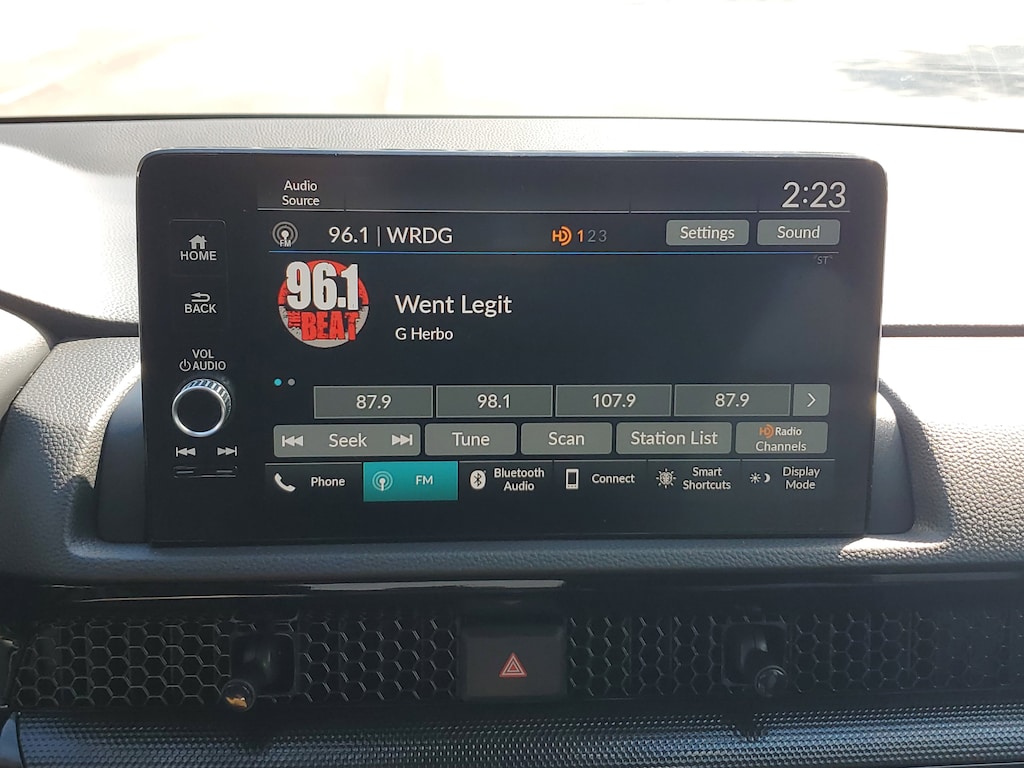 Audio
Source
2:23
FM
96.1 | WRDG
HD 1 2 3
Settings
Sound
ST
HOME
BACK
VOL
AUDIO
96.1
THE
BEAT
Went Legit
G Herbo
87.9
98.1
107.9
87.9
Seek
Tune
Scan
Station List
HD Radio
Channels
Phone
FM
Bluetooth
Audio
Connect
Smart
Shortcuts
Display
Mode